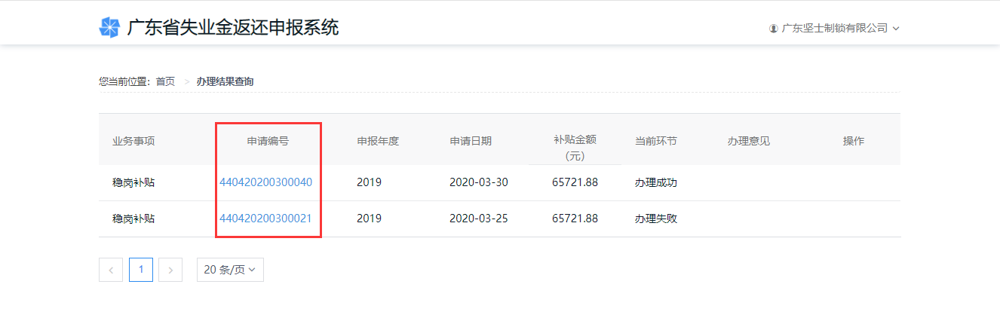 广东省失业金返还申报系统
广东坚士制锁有限公司
您当前位置：首页 > 办理结果查询
业务事项 申请编号 申报年度 申请日期 补贴金额（元） 当前环节 办理意见 操作
稳岗补贴 440420200300040 2019 2020-03-30 65721.88 办理成功
稳岗补贴 440420200300021 2019 2020-03-25 65721.88 办理失败
< 1 > 20 条/页